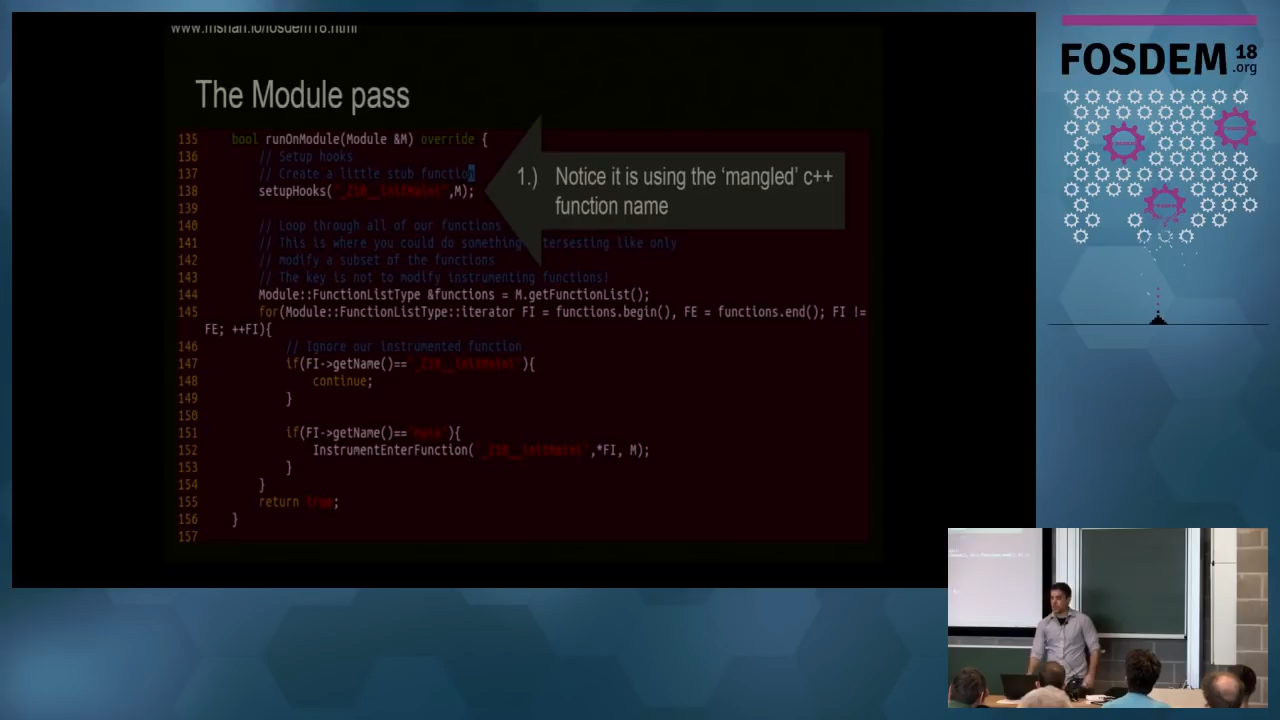 www.mshah.io/fosdem18.html
The Module pass
135 bool runOnModule(Module &M) override {
136 // Setup hooks
137 // Create a little stub function
138 setupHooks("_Z10__initMaini",M);
139
140 // Loop through all of our functions
141 // This is where you could do something intersesting like only
142 // modify a subset of the functions
143 // The key is not to modify instrumenting functions!
144 Module::FunctionListType &functions = M.getFunctionList();
145 for(Module::FunctionListType::iterator FI = functions.begin(), FE = functions.end(); FI !=
FE; ++FI){
146 // Ignore our instrumented function
147 if(FI->getName()=="_Z10__initMaini"){
148 continue;
149 }
150
151 if(FI->getName()=="main"){
152 InstrumentEnterFunction("_Z10__initMaini",*FI, M);
153 }
154 }
155 return true;
156 }
157
1.) Notice it is using the ‘mangled’ c++
function name
FOSDEM 18
.org